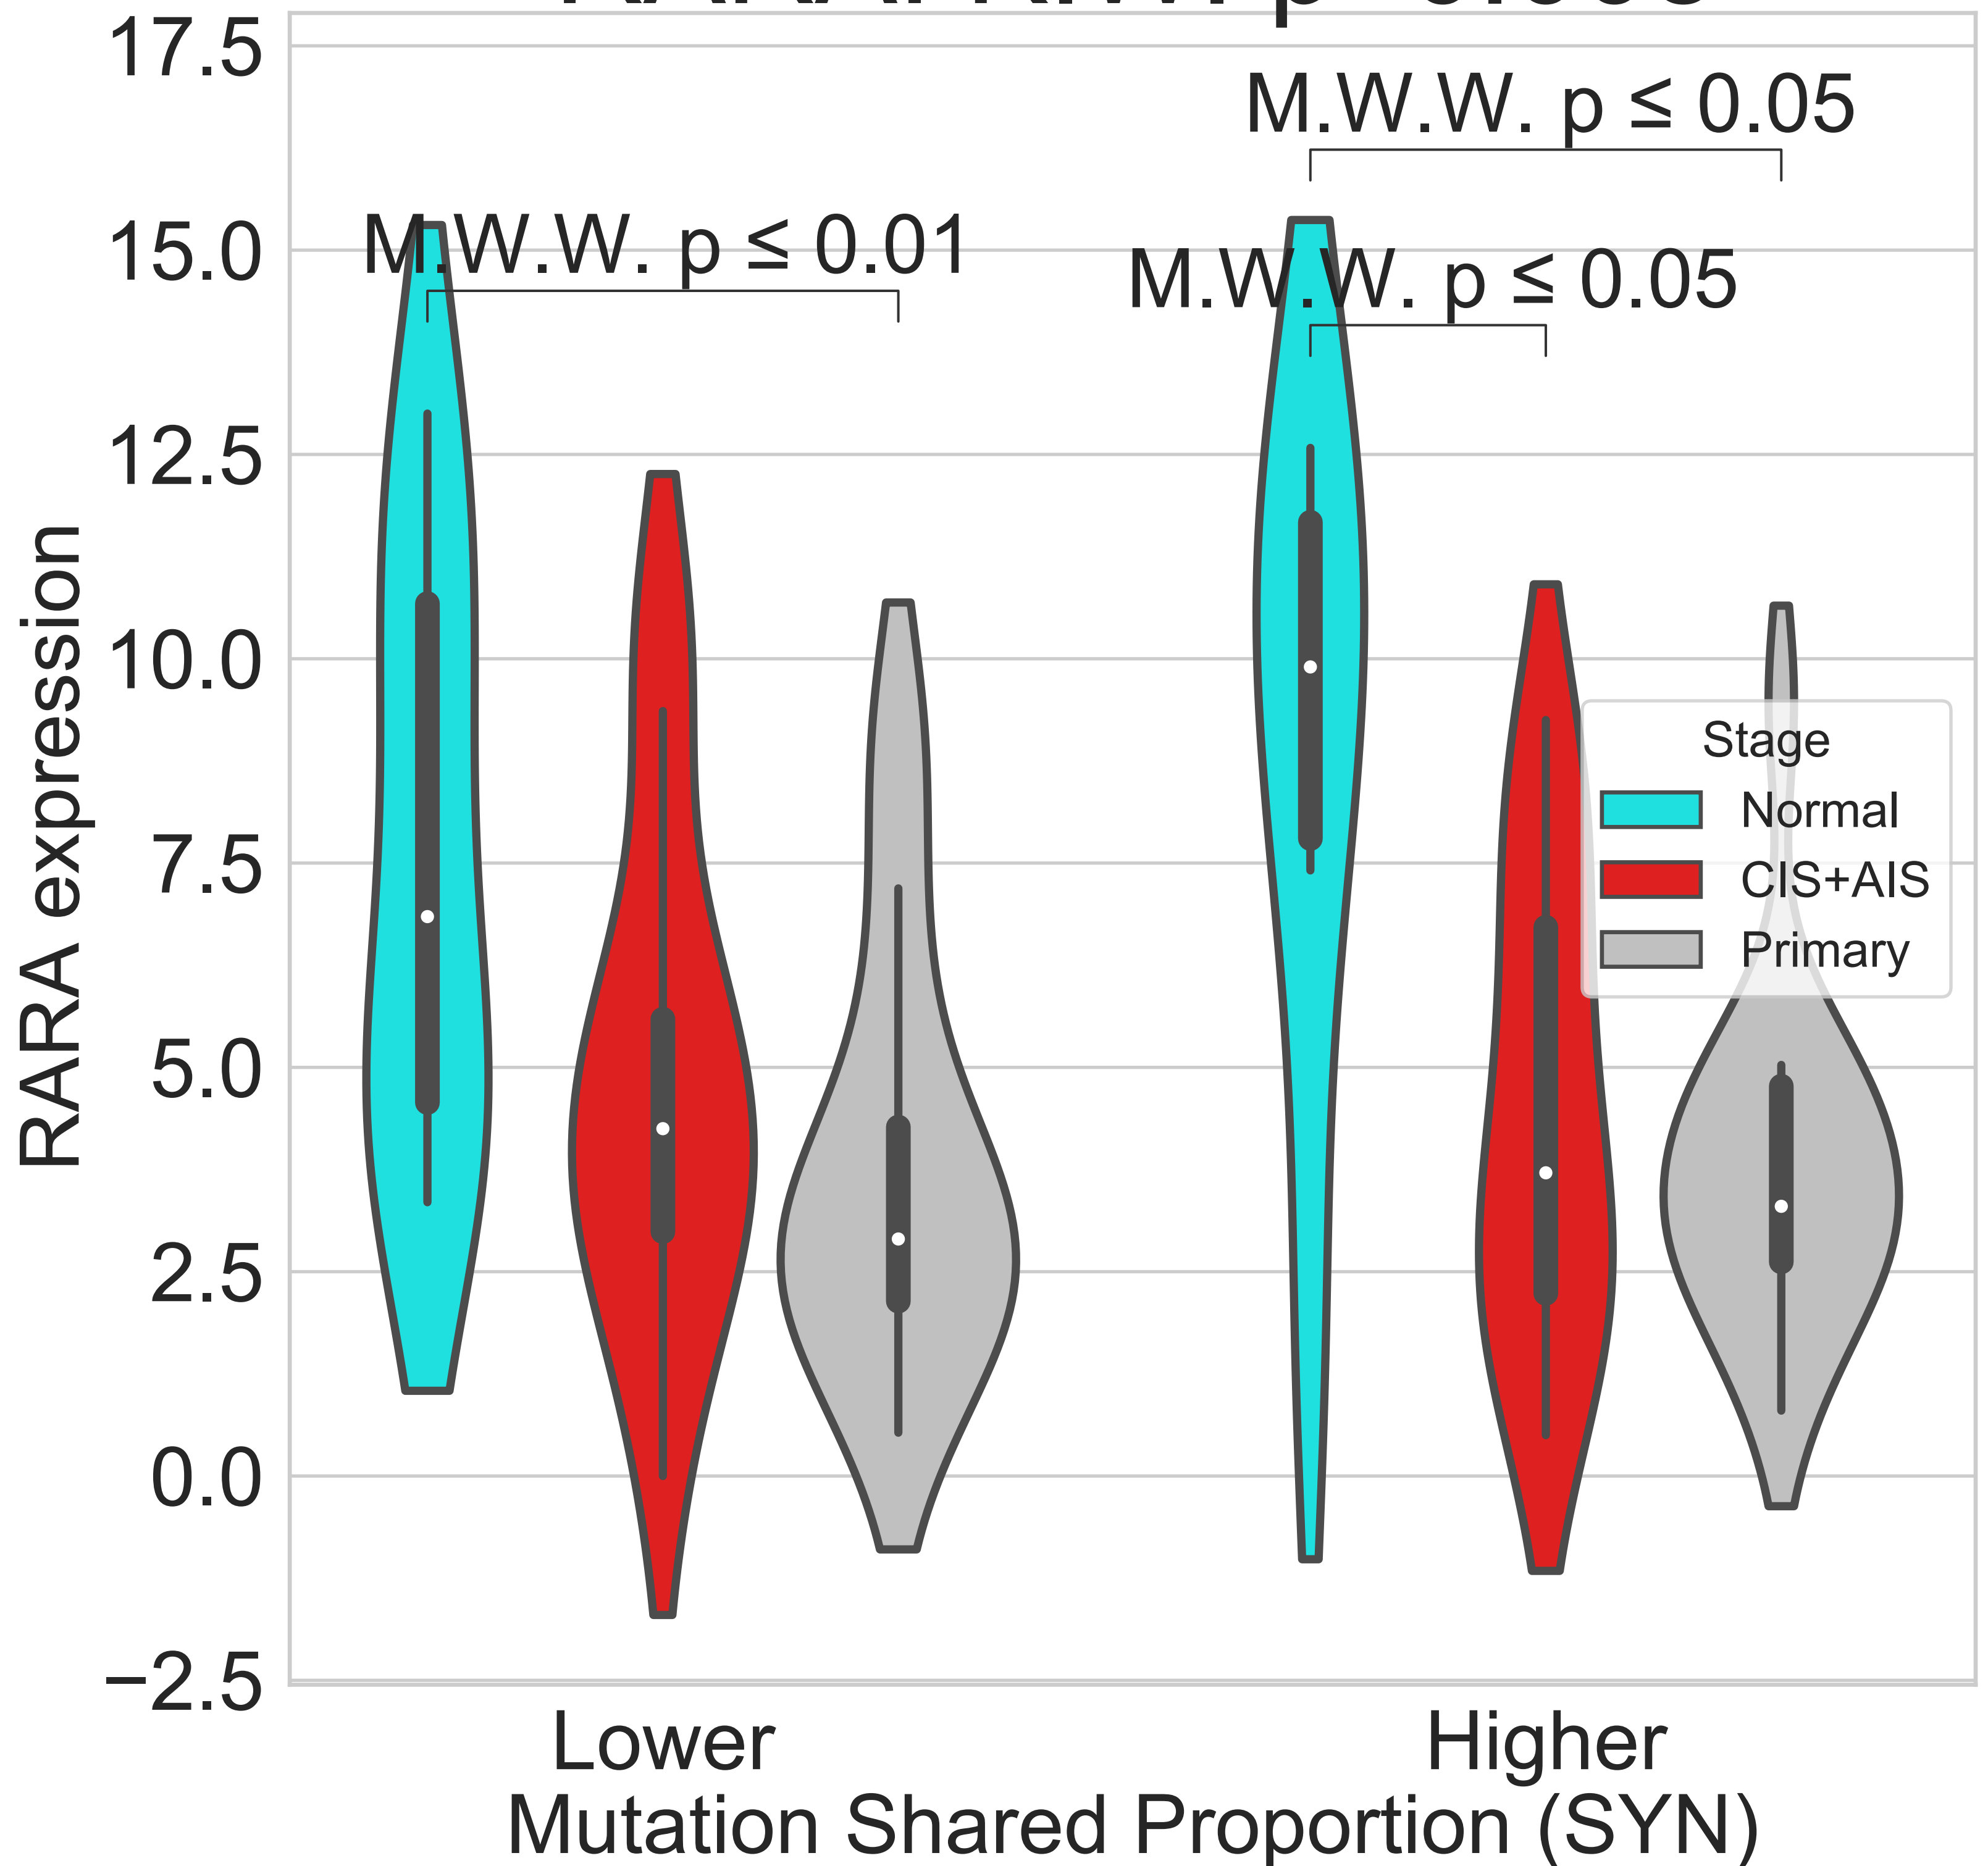 17.5
15.0
12.5
10.0
7.5
5.0
2.5
0.0
−2.5
RARA expression
M.W.W. p ≤ 0.05
M.W.W. p ≤ 0.01
M.W.W. p ≤ 0.05
Stage
Normal
CIS+AIS
Primary
Lower
Higher
Mutation Shared Proportion (SYN)